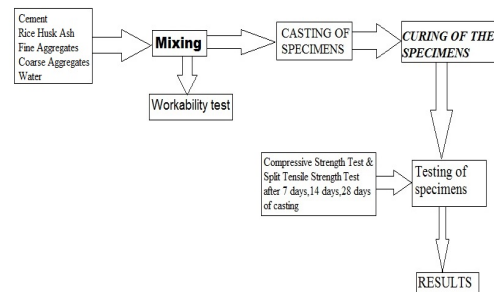 Cement
Rice Husk Ash
Fine Aggregates
Coarse Aggregates
Water
Mixing
Workability test
CASTING OF
SPECIMENS
CURING OF THE
SPECIMENS
Compressive Strength Test &
Split Tensile Strength Test
after 7 days,14 days,28 days
of casting
Testing of
specimens
RESULTS